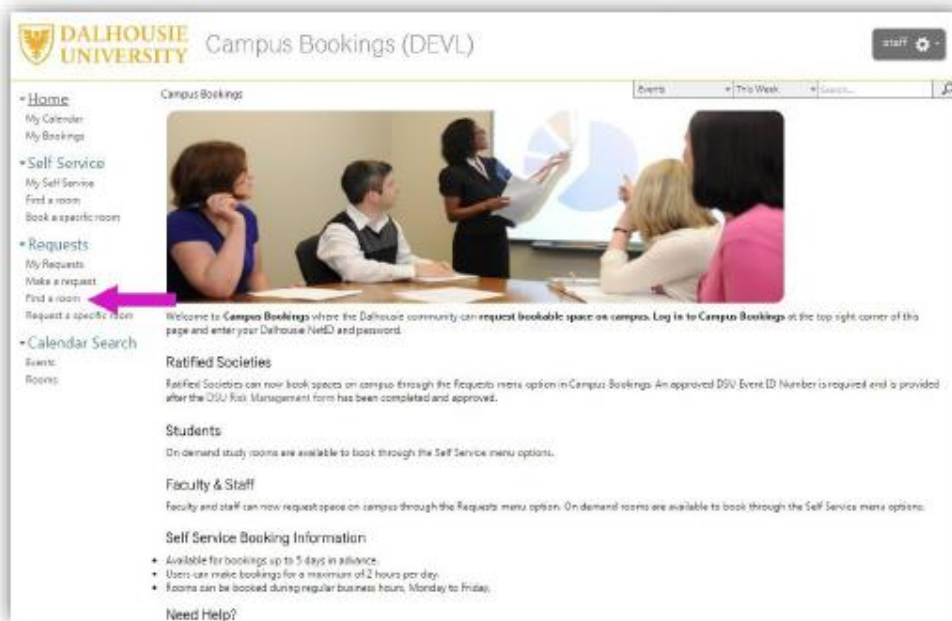 DALHOUSIE
UNIVERSITY
Campus Bookings (DEVL)
staff
Home
My Calendar
My Bookings
Self Service
My Self Service
Find a room
Book a specific room
Requests
My Requests
Make a request
Find a room
Request a specific room
Calendar Search
Events
Rooms
Campus Bookings
Events
This Week
Search...
Welcome to Campus Bookings where the Dalhousie community can request bookable space on campus. Log in to Campus Bookings at the top right corner of this
page and enter your Dalhousie NetID and password.
Ratified Societies
Ratified Societies can now book spaces on campus through the Requests menu option in Campus Bookings. An approved DSU Event ID Number is required and is provided
after the DSU Risk Management form has been completed and approved.
Students
On demand study rooms are available to book through the Self Service menu options.
Faculty & Staff
Faculty and staff can now request space on campus through the Requests menu option. On demand rooms are available to book through the Self Service menu options.
Self Service Booking Information
• Available for bookings up to 5 days in advance.
• Users can make bookings for a maximum of 2 hours per day.
• Rooms can be booked during regular business hours, Monday to Friday.
Need Help?